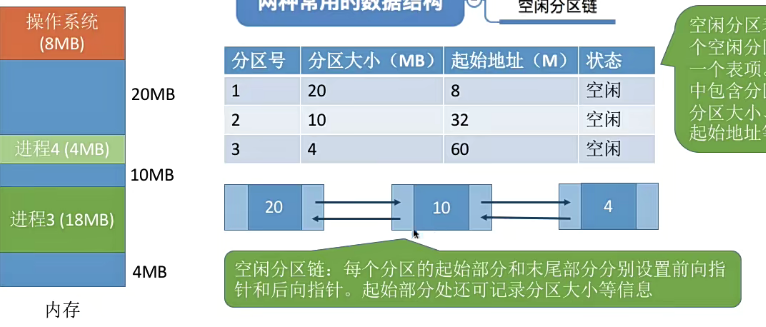 两种常用的数据结构
空闲分区链
操作系统
(8MB)
20MB
进程4 (4MB)
10MB
进程3 (18MB)
4MB
内存
分区号 分区大小（MB） 起始地址（M） 状态
1 20 8 空闲
2 10 32 空闲
3 4 60 空闲
20 10 4
空闲分区链：每个分区的起始部分和末尾部分分别设置前向指
针和后向指针。起始部分处还可记录分区大小等信息
空闲分区
个空闲分区
一个表项。
中包含分区
分区大小、
起始地址